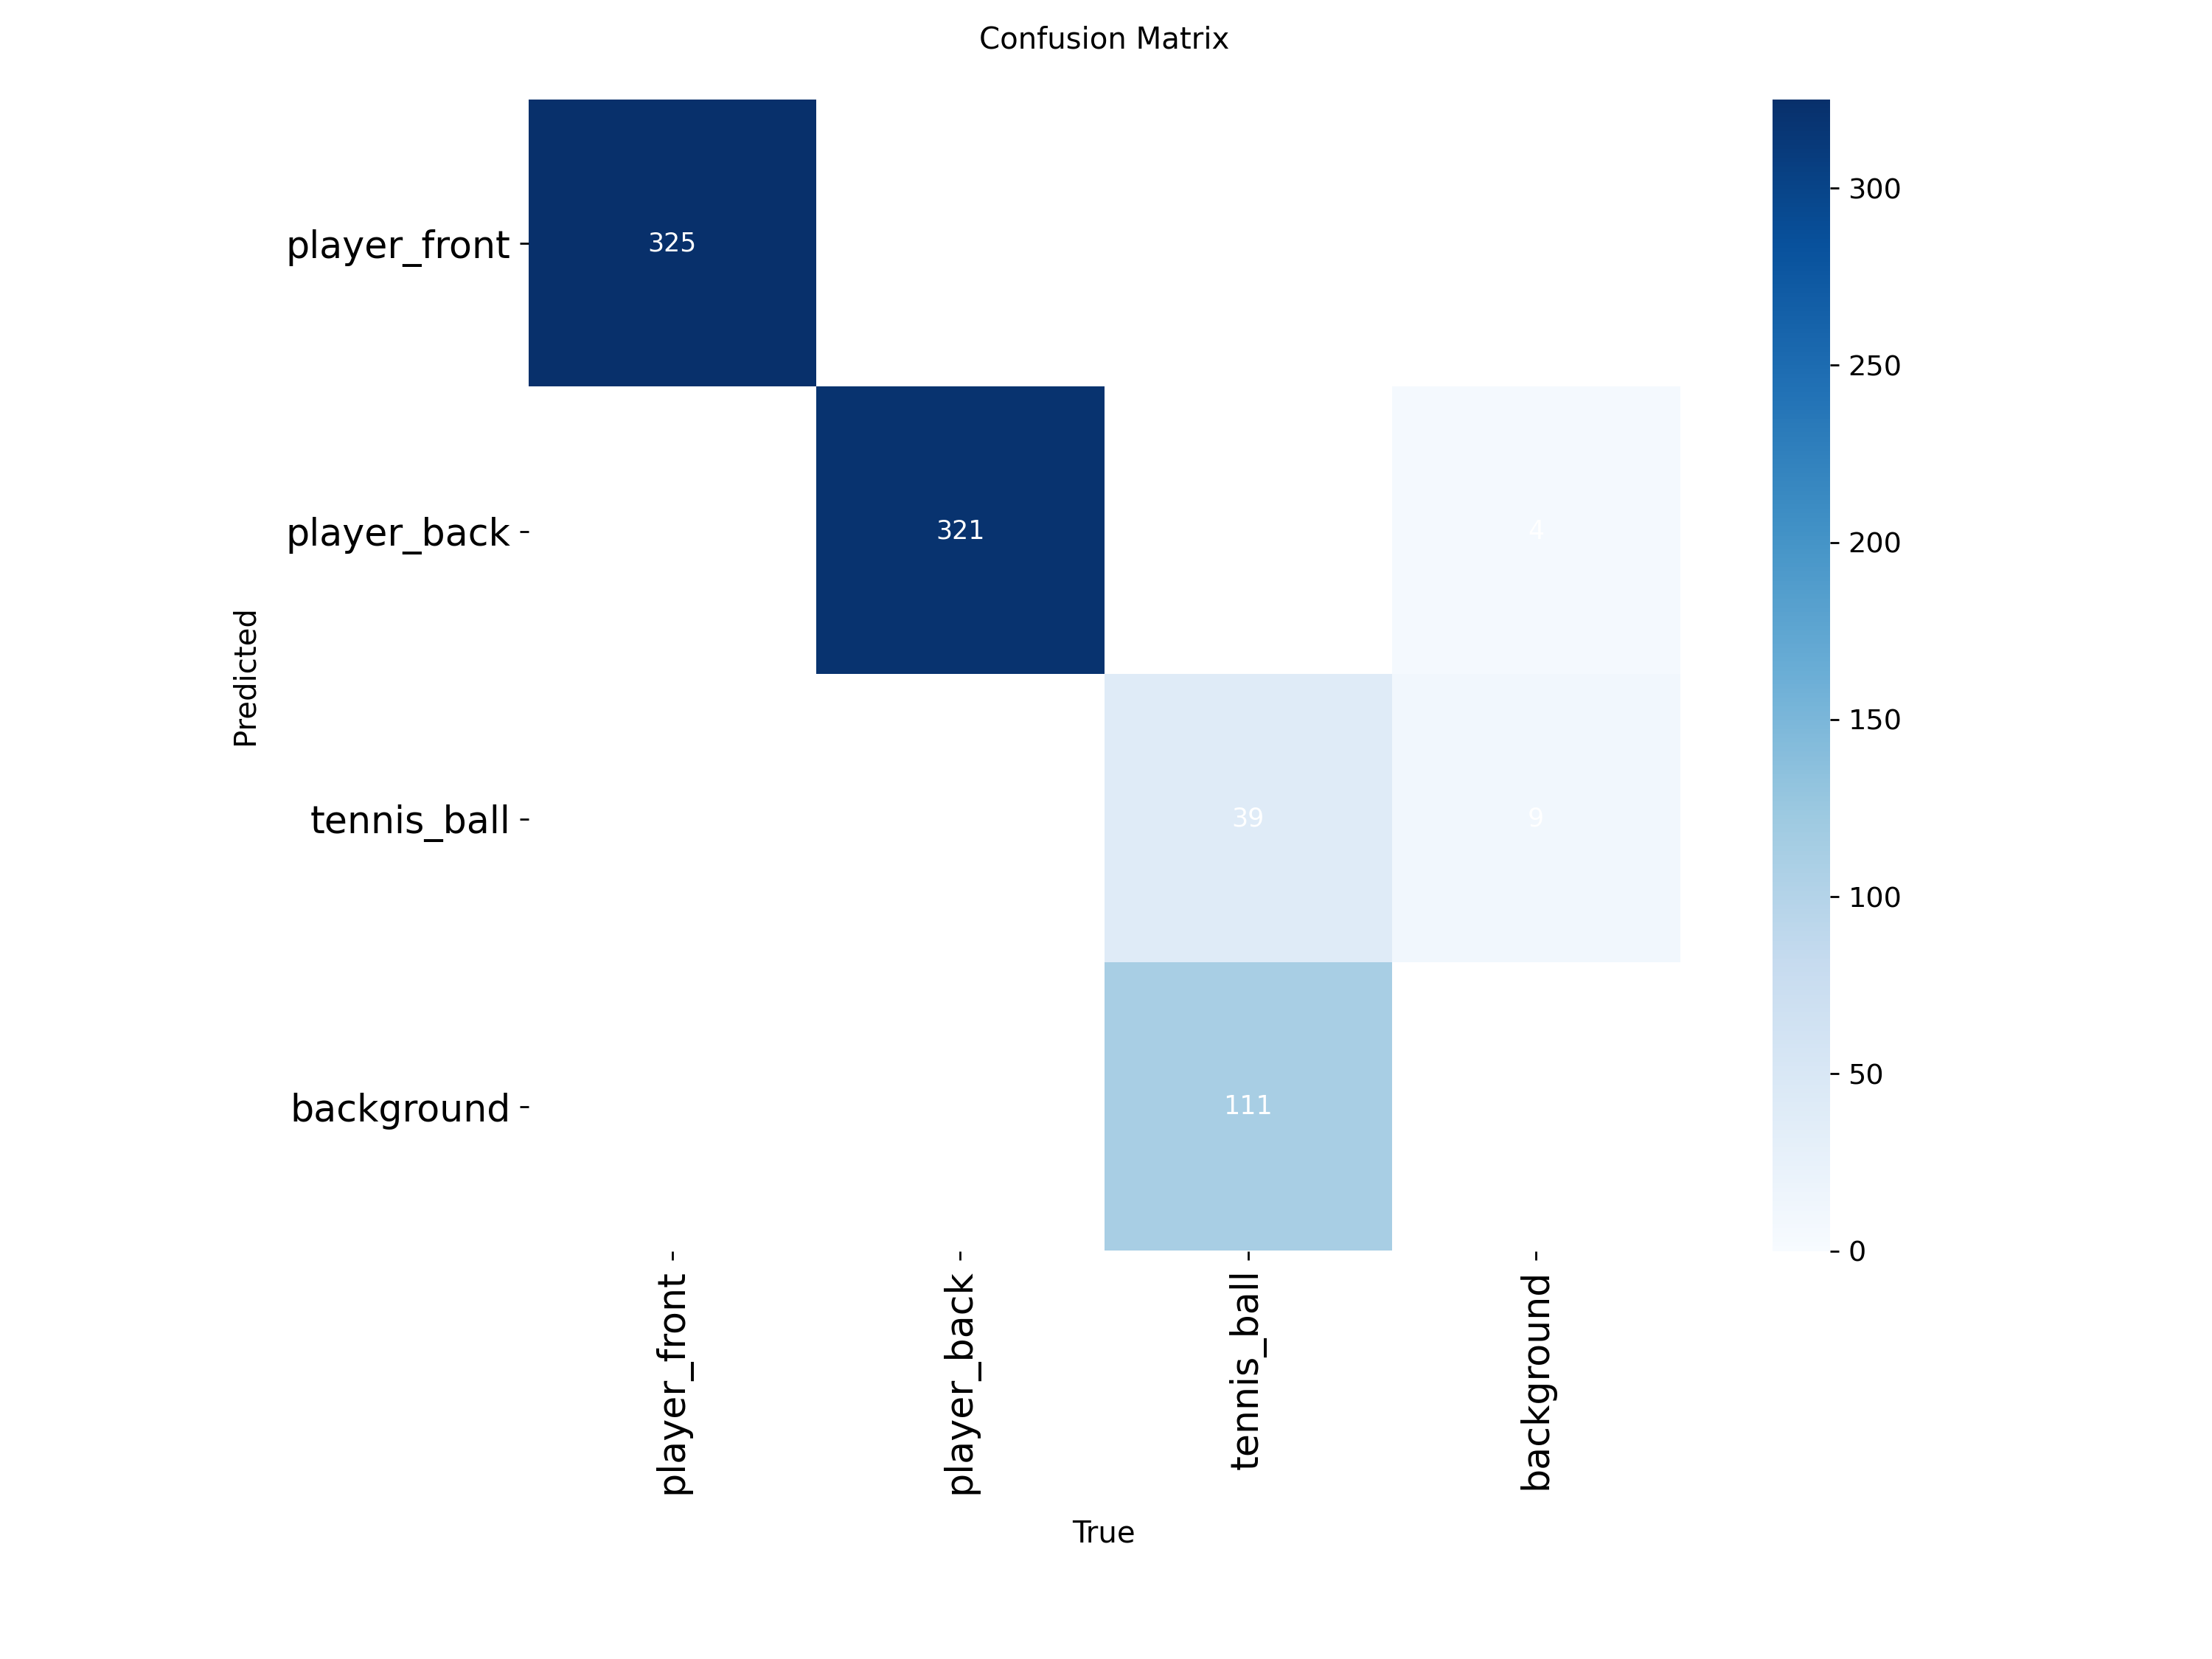 Confusion Matrix
player_front
325
player_back
321
4
tennis_ball
39
9
background
111
Predicted
player_front
player_back
tennis_ball
background
True
300
250
200
150
100
50
0